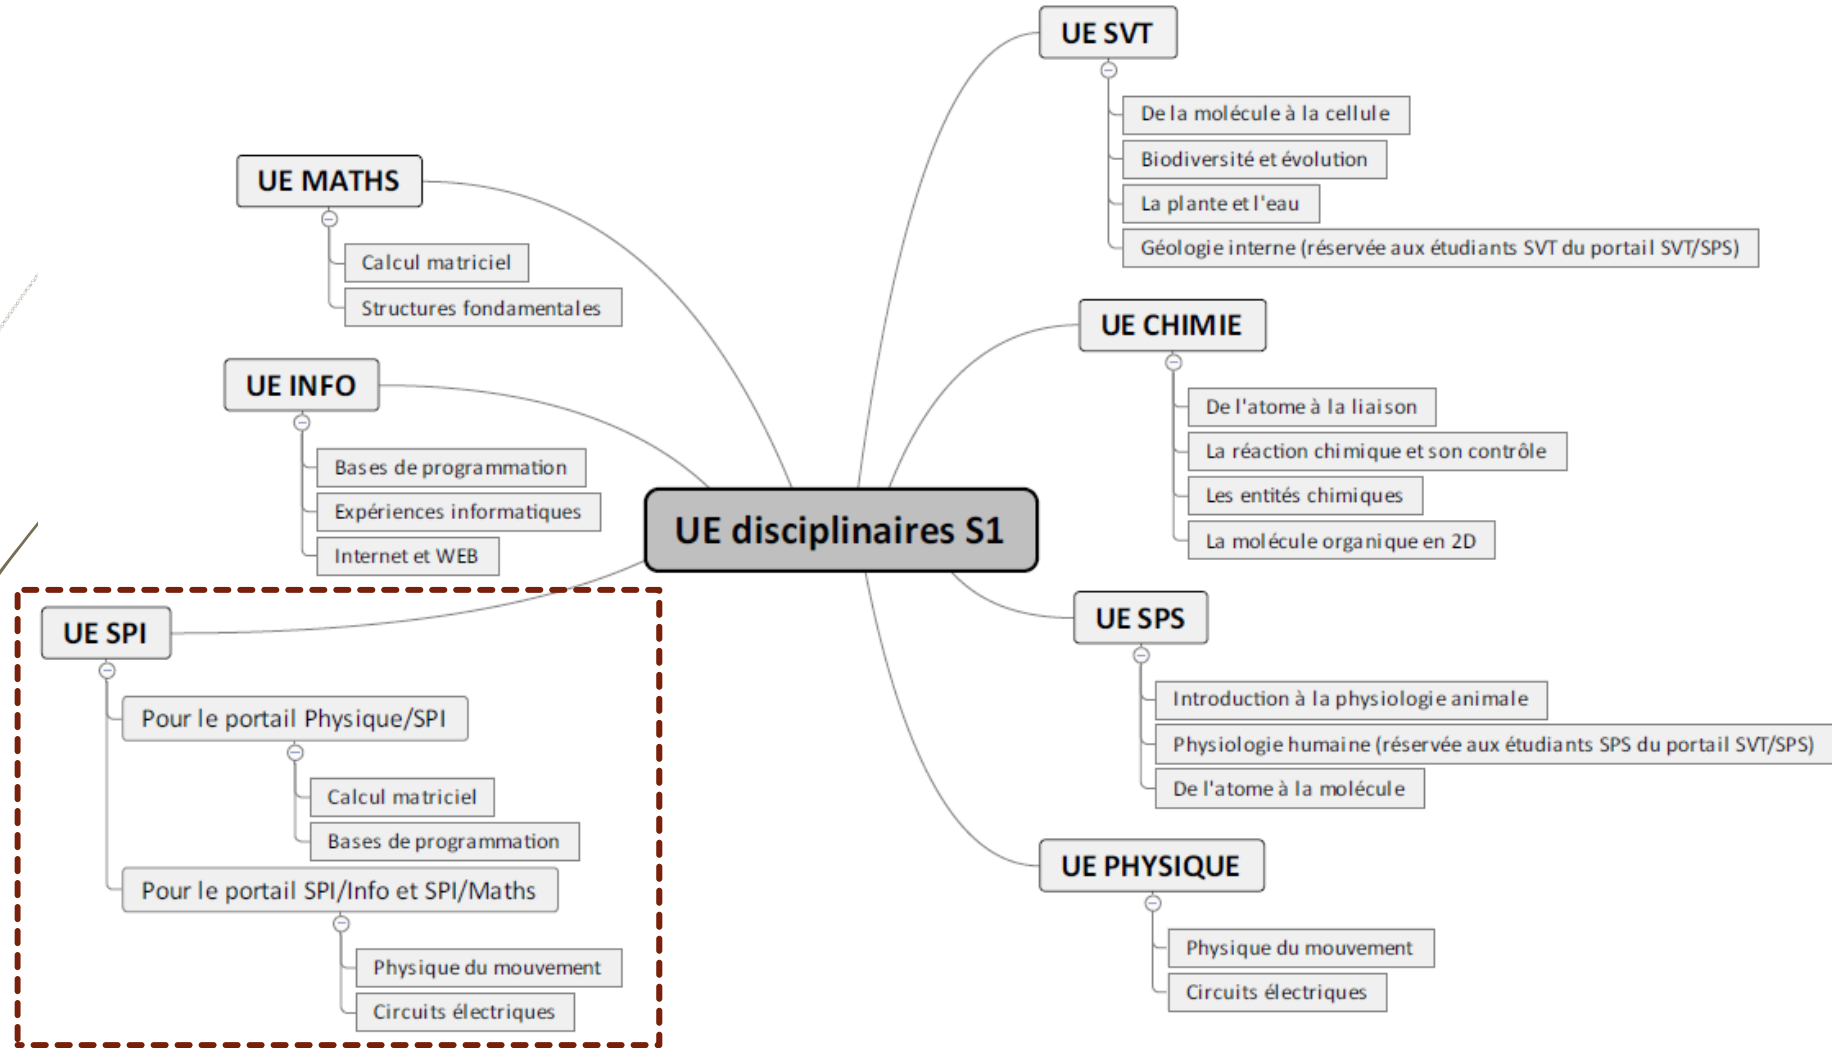 UE disciplinaires S1
UE MATHS
Calcul matriciel
Structures fondamentales
UE INFO
Bases de programmation
Expériences informatiques
Internet et WEB
UE SPI
Pour le portail Physique/SPI
Calcul matriciel
Bases de programmation
Pour le portail SPI/Info et SPI/Maths
Physique du mouvement
Circuits électriques
UE SVT
De la molécule à la cellule
Biodiversité et évolution
La plante et l'eau
Géologie interne (réservée aux étudiants SVT du portail SVT/SPS)
UE CHIMIE
De l'atome à la liaison
La réaction chimique et son contrôle
Les entités chimiques
La molécule organique en 2D
UE SPS
Introduction à la physiologie animale
Physiologie humaine (réservée aux étudiants SPS du portail SVT/SPS)
De l'atome à la molécule
UE PHYSIQUE
Physique du mouvement
Circuits électriques